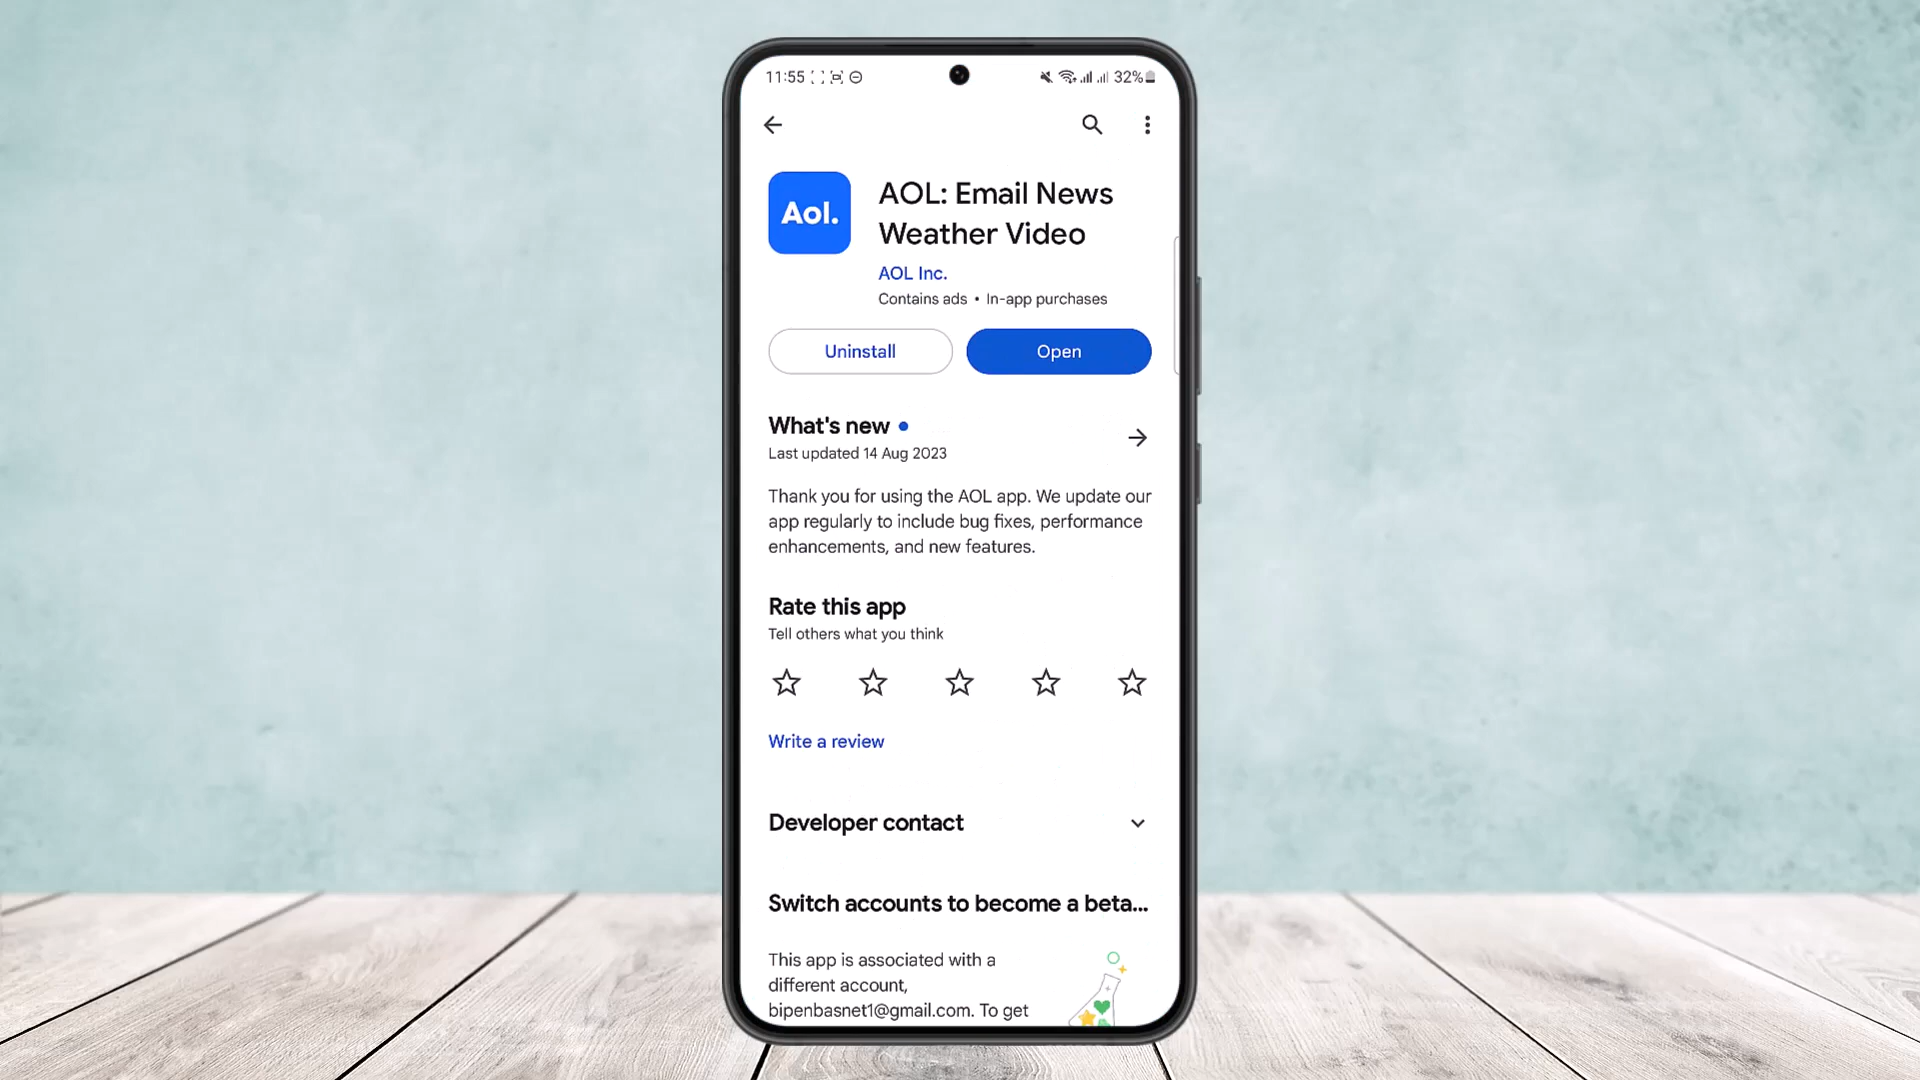 11:55
32%
Aol.
AOL: Email News
Weather Video
AOL Inc.
Contains ads • In-app purchases
Uninstall
Open
What's new
Last updated 14 Aug 2023
Thank you for using the AOL app. We update our
app regularly to include bug fixes, performance
enhancements, and new features.
Rate this app
Tell others what you think
Write a review
Developer contact
Switch accounts to become a beta...
This app is associated with a
different account,
bipenbasnet1@gmail.com. To get